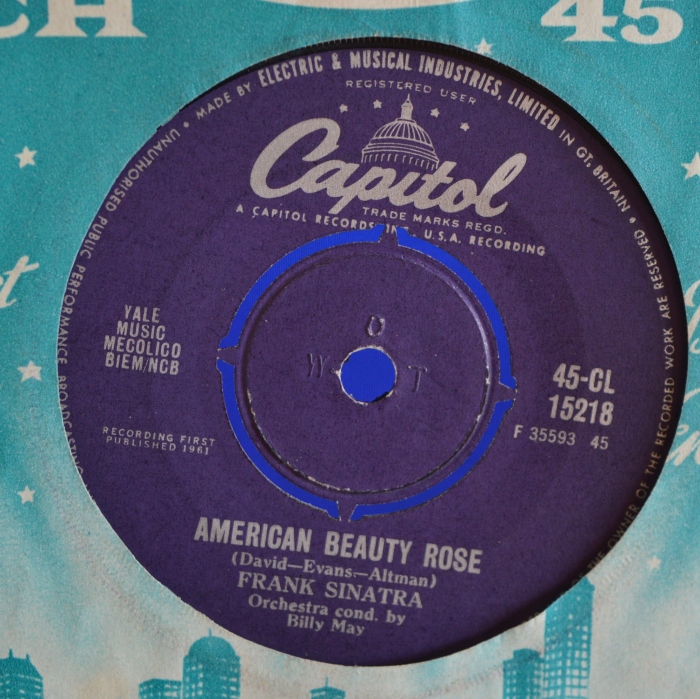 CH
45
MADE BY ELECTRIC & MUSICAL INDUSTRIES, LIMITED IN GT. BRITAIN •
REGISTERED USER
Capitol
TRADE MARKS REGD.
A CAPITOL RECORDS, INC., U.S.A. RECORDING
YALE
MUSIC
MECOLICO
BIEM/NCB
O
W T
45-CL
15218
F 35593 45
RECORDING FIRST
PUBLISHED 1961
AMERICAN BEAUTY ROSE
(David—Evans—Altman)
FRANK SINATRA
Orchestra cond. by
Billy May
UNAUTHORISED PUBLIC PERFORMANCE BROADCASTING
THE OWNER OF THE RECORDED WORK ARE RESERVED